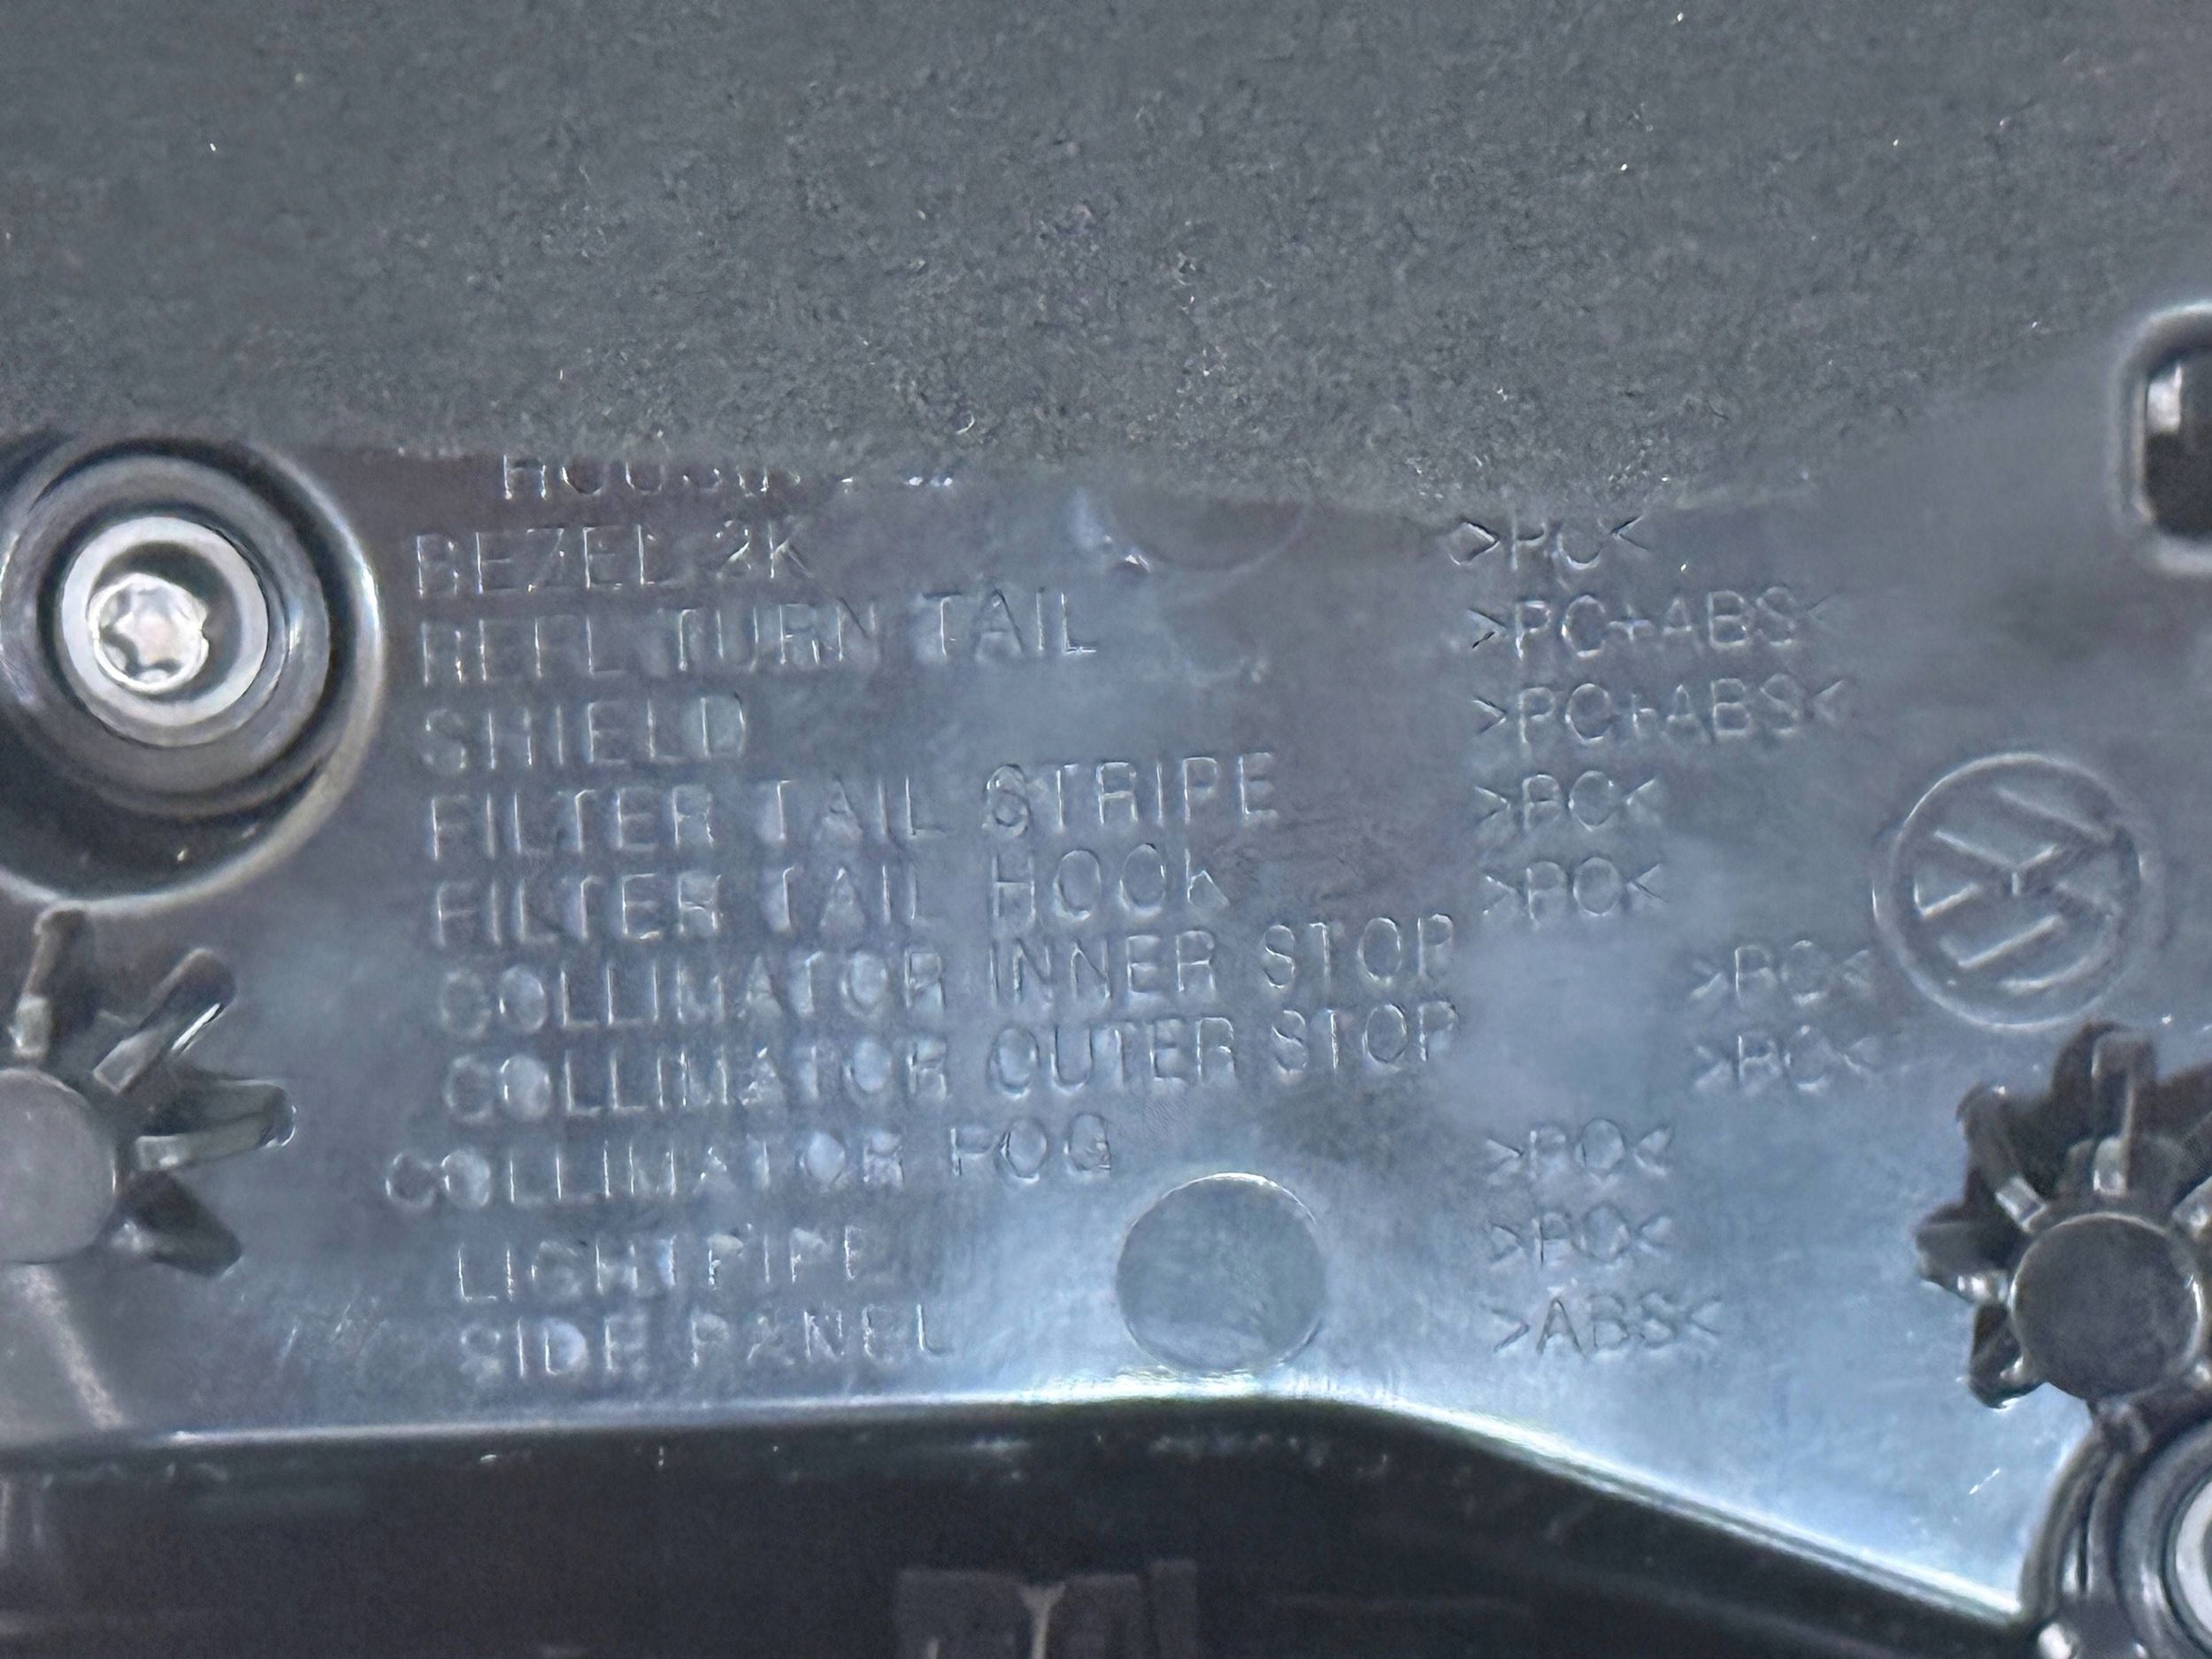 BEZEL 2K >PC<
REFL TURN TAIL >PC+ABS<
SHIELD >PC+ABS<
FILTER TAIL STRIPE >PC<
FILTER TAIL HOOK >PC<
COLLIMATOR INNER STOP >PC<
COLLIMATOR OUTER STOP >PC<
COLLIMATOR FOG >PC<
LIGHTPIPE >PC<
SIDE PANEL >ABS<